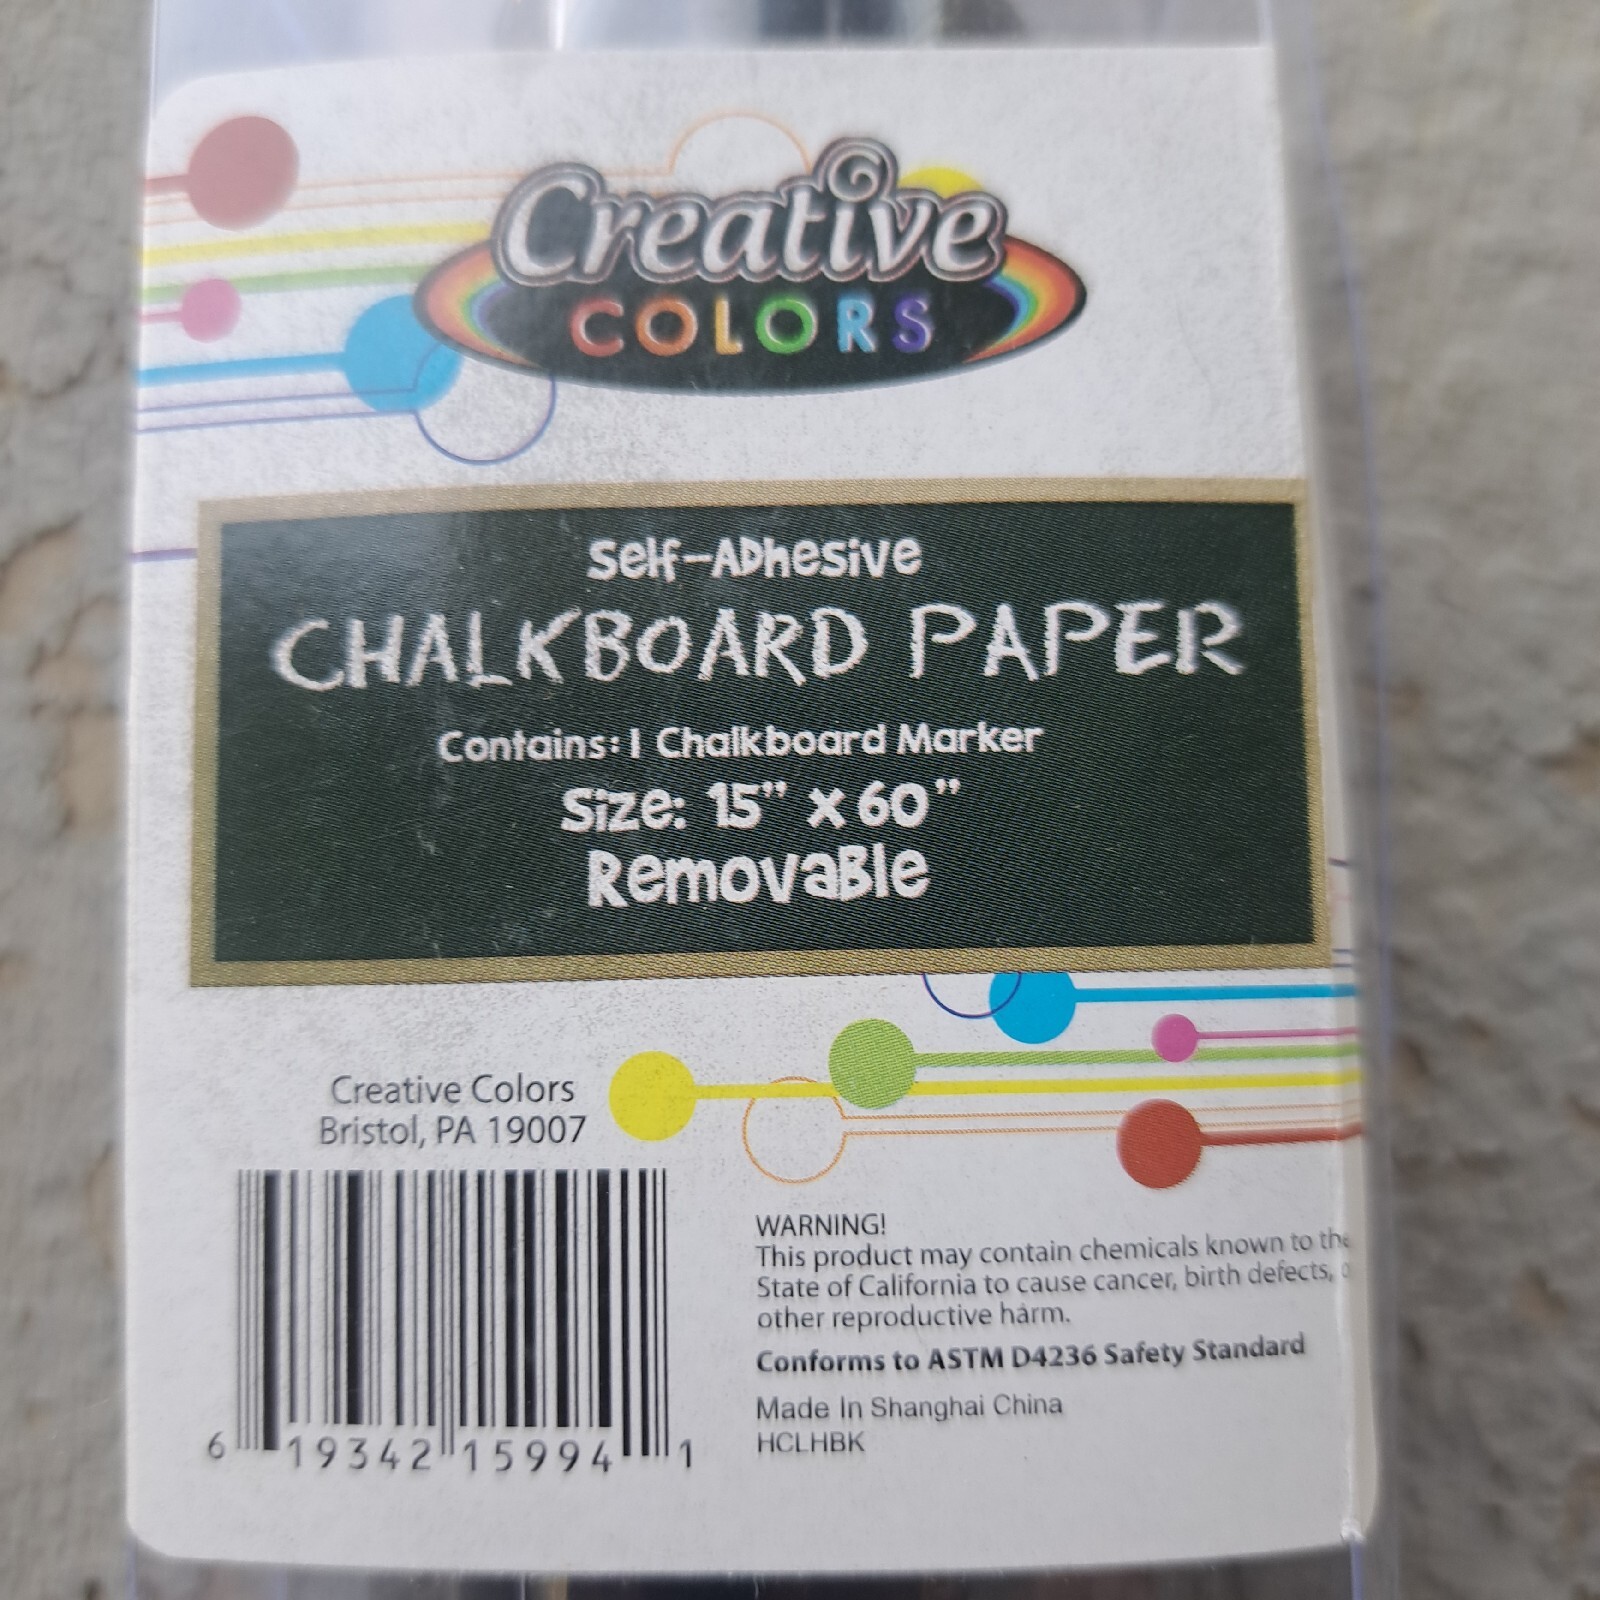 Creative
COLORS
Self-Adhesive
CHALKBOARD PAPER
Contains: 1 Chalkboard Marker
Size: 15" x 60"
Removable
Creative Colors
Bristol, PA 19007
WARNING!
This product may contain chemicals known to the
State of California to cause cancer, birth defects,
other reproductive harm.
Conforms to ASTM D4236 Safety Standard
Made In Shanghai China
HCLHBK
6 19342 15994 1